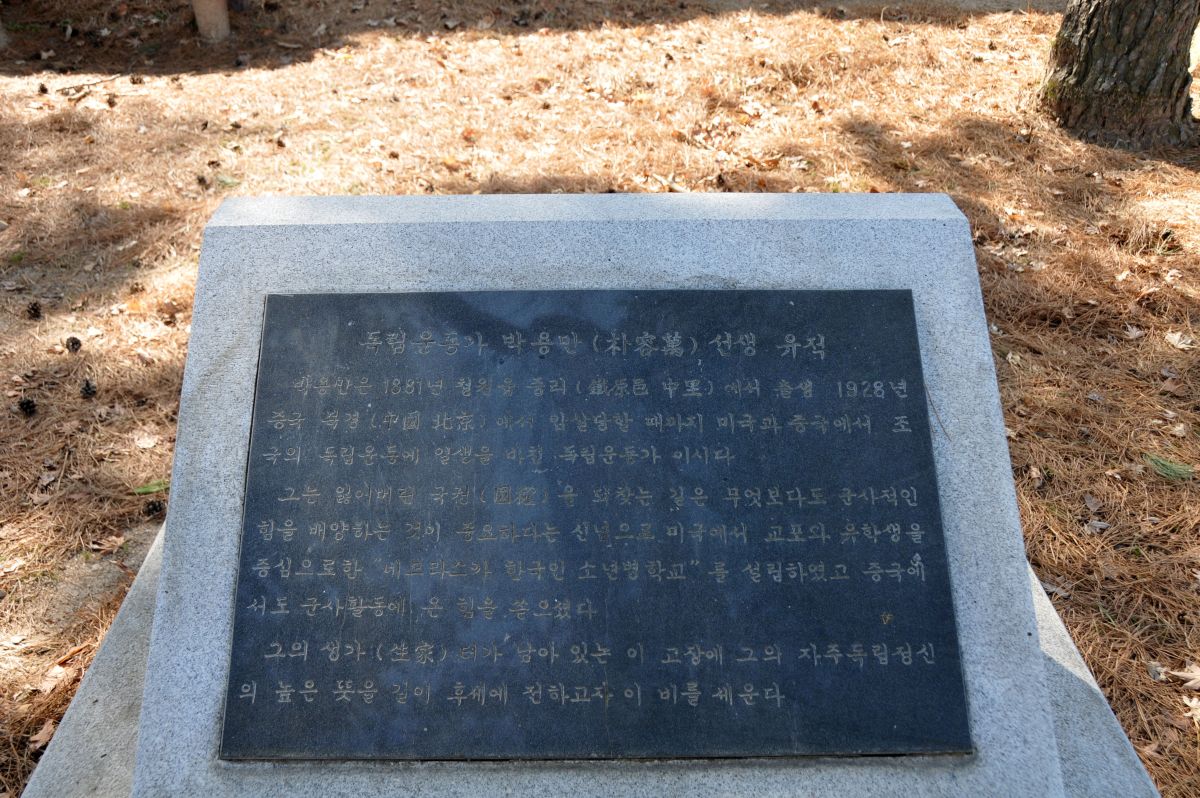 독립운동가 박용만 (朴容萬) 선생 유적
박용만은 1881년 철원읍 중리 (鐵原邑 中里) 에서 출생 1928년
중국 북경 (中國 北京) 에서 암살당할 때까지 미국과 중국에서 조
국의 독립운동에 일생을 바친 독립운동가 이시다
그는 잃어버린 국권 (國權) 을 되찾는 길은 무엇보다도 군사적인
힘을 배양하는 것이 중요하다는 신념으로 미국에서 교포와 유학생을
중심으로한 "네브라스카 한국인 소년병학교" 를 설립하였고 중국에
서도 군사활동에 온 힘을 쏟으셨다
그의 생가 (生家) 터가 남아 있는 이 고장에 그의 자주독립정신
의 높은 뜻을 길이 후세에 전하고자 이 비를 세운다